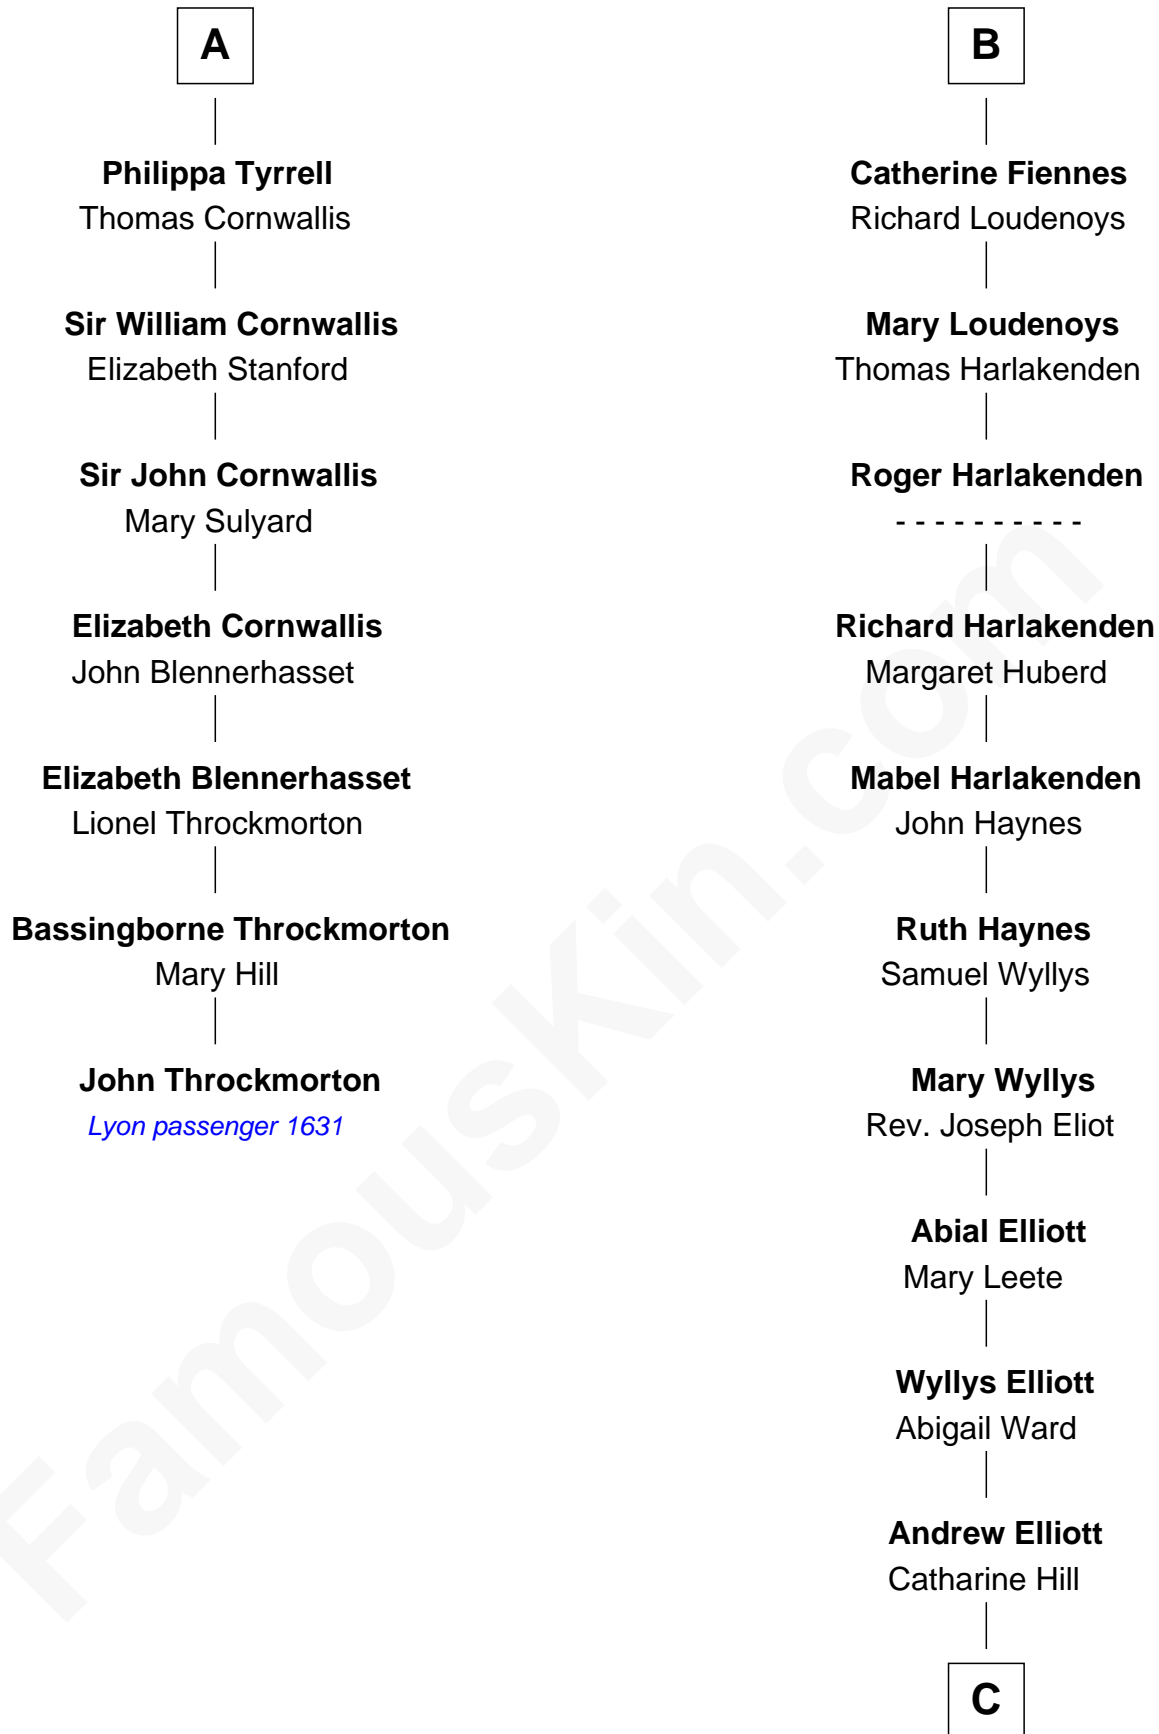 A
Philippa Tyrrell
Thomas Cornwallis
Sir William Cornwallis
Elizabeth Stanford
Sir John Cornwallis
Mary Sulyard
Elizabeth Cornwallis
John Blennerhasset
Elizabeth Blennerhasset
Lionel Throckmorton
Bassingborne Throckmorton
Mary Hill
John Throckmorton
Lyon passenger 1631
B
Catherine Fiennes
Richard Loudenoys
Mary Loudenoys
Thomas Harlakenden
Roger Harlakenden
- - - - - - - - - -
Richard Harlakenden
Margaret Huberd
Mabel Harlakenden
John Haynes
Ruth Haynes
Samuel Wyllys
Mary Wyllys
Rev. Joseph Eliot
Abial Elliott
Mary Leete
Wyllys Elliott
Abigail Ward
Andrew Elliott
Catharine Hill
C
FamousKin.com